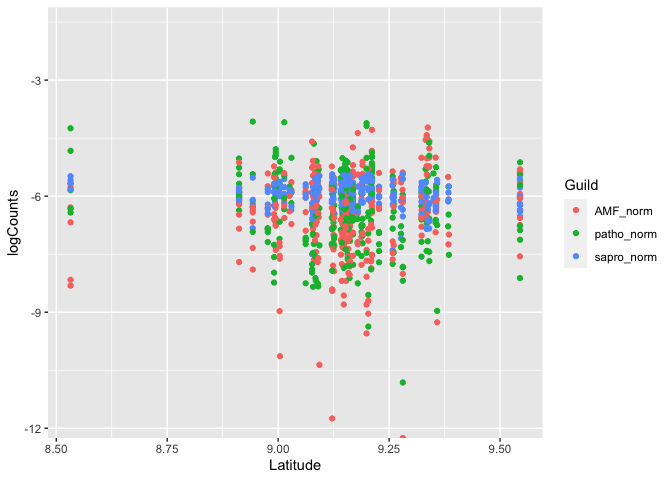 -3
-6
-9
-12
logCounts
8.50
8.75
9.00
9.25
9.50
Latitude
Guild
AMF_norm
patho_norm
sapro_norm